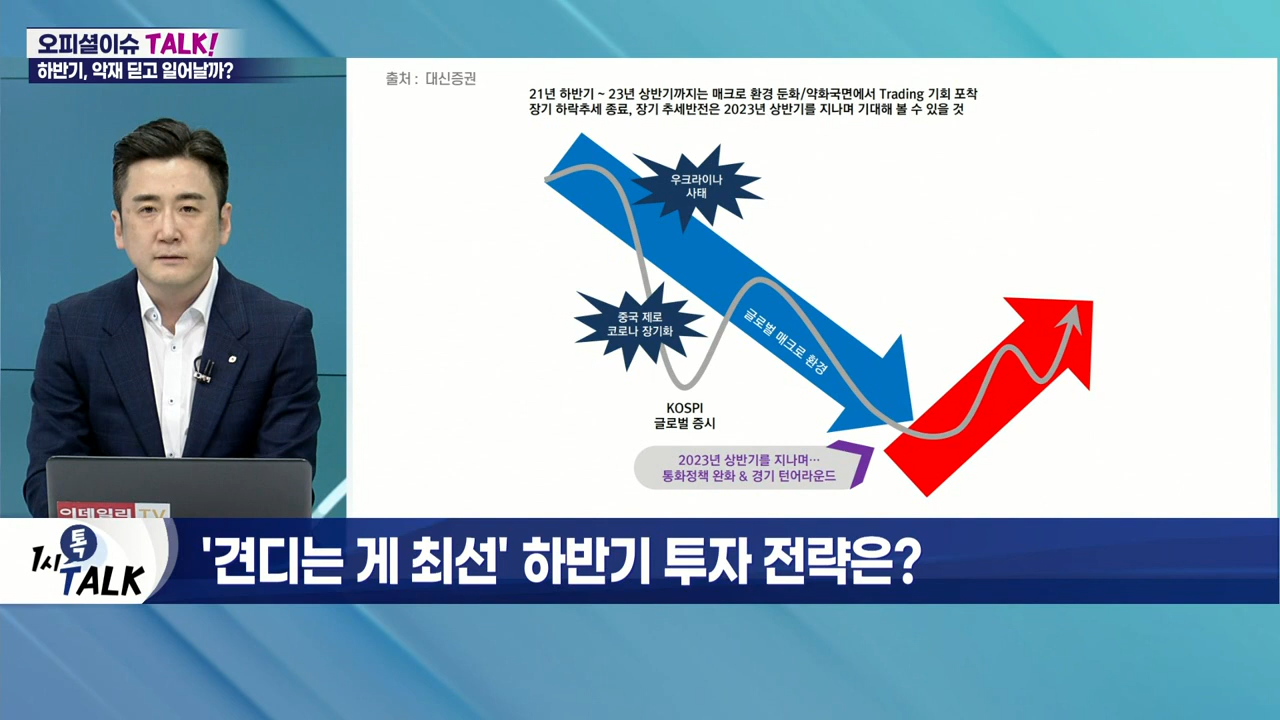 오피셜이슈 TALK!
하반기, 악재 딛고 일어날까?
출처 : 대신증권
21년 하반기 ~ 23년 상반기까지는 매크로 환경 둔화/약화국면에서 Trading 기회 포착
장기 하락추세 종료, 장기 추세반전은 2023년 상반기를 지나며 기대해 볼 수 있을 것
우크라이나
사태
중국 제로
코로나 장기화
글로벌 매크로 환경
KOSPI
글로벌 증시
2023년 상반기를 지나며…
통화정책 완화 & 경기 턴어라운드
이데일리 TV
1시 톡
TALK
'견디는 게 최선' 하반기 투자 전략은?